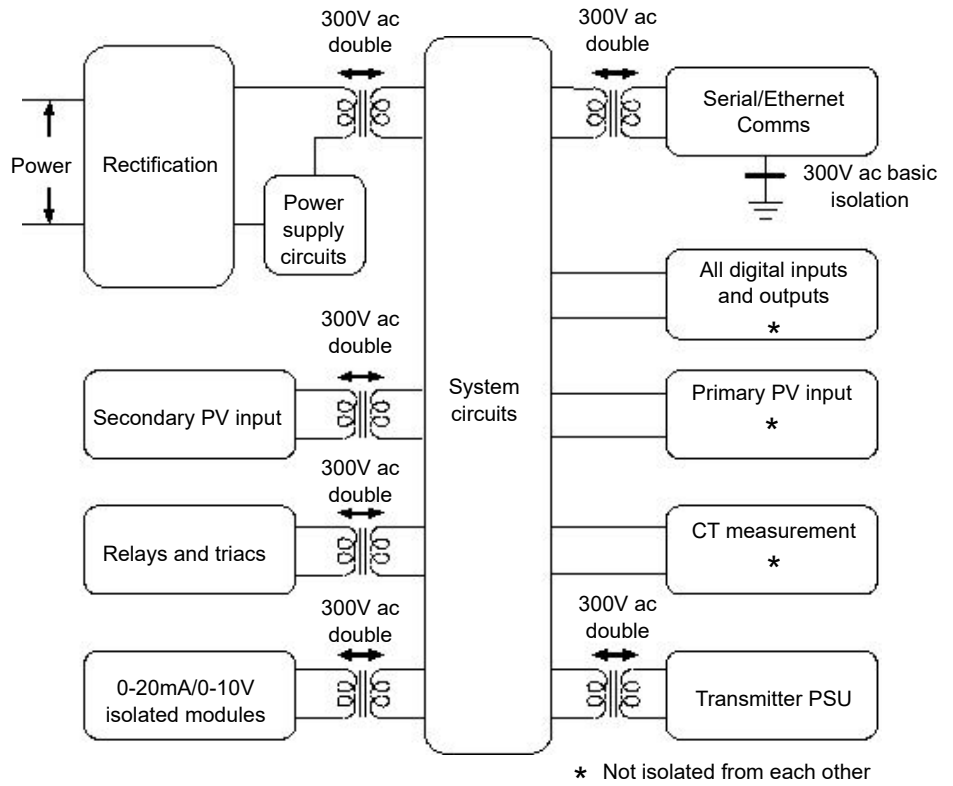 300V ac
double
300V ac
double
Power
Rectification
Power
supply
circuits
Serial/Ethernet
Comms
300V ac basic
isolation
All digital inputs
and outputs
*
300V ac
double
Secondary PV input
System
circuits
Primary PV input
*
300V ac
double
Relays and triacs
CT measurement
*
300V ac
double
0-20mA/0-10V
isolated modules
300V ac
double
Transmitter PSU
* Not isolated from each other